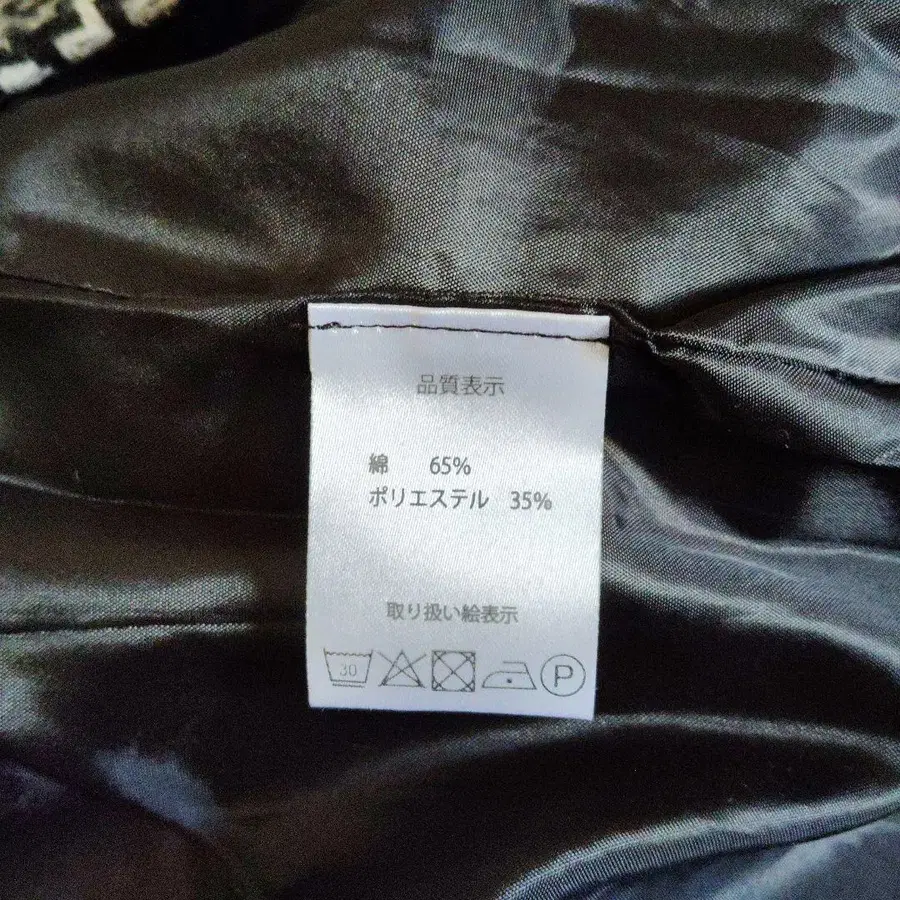 品質表示
綿 65%
ポリエステル 35%
取り扱い絵表示
30 P